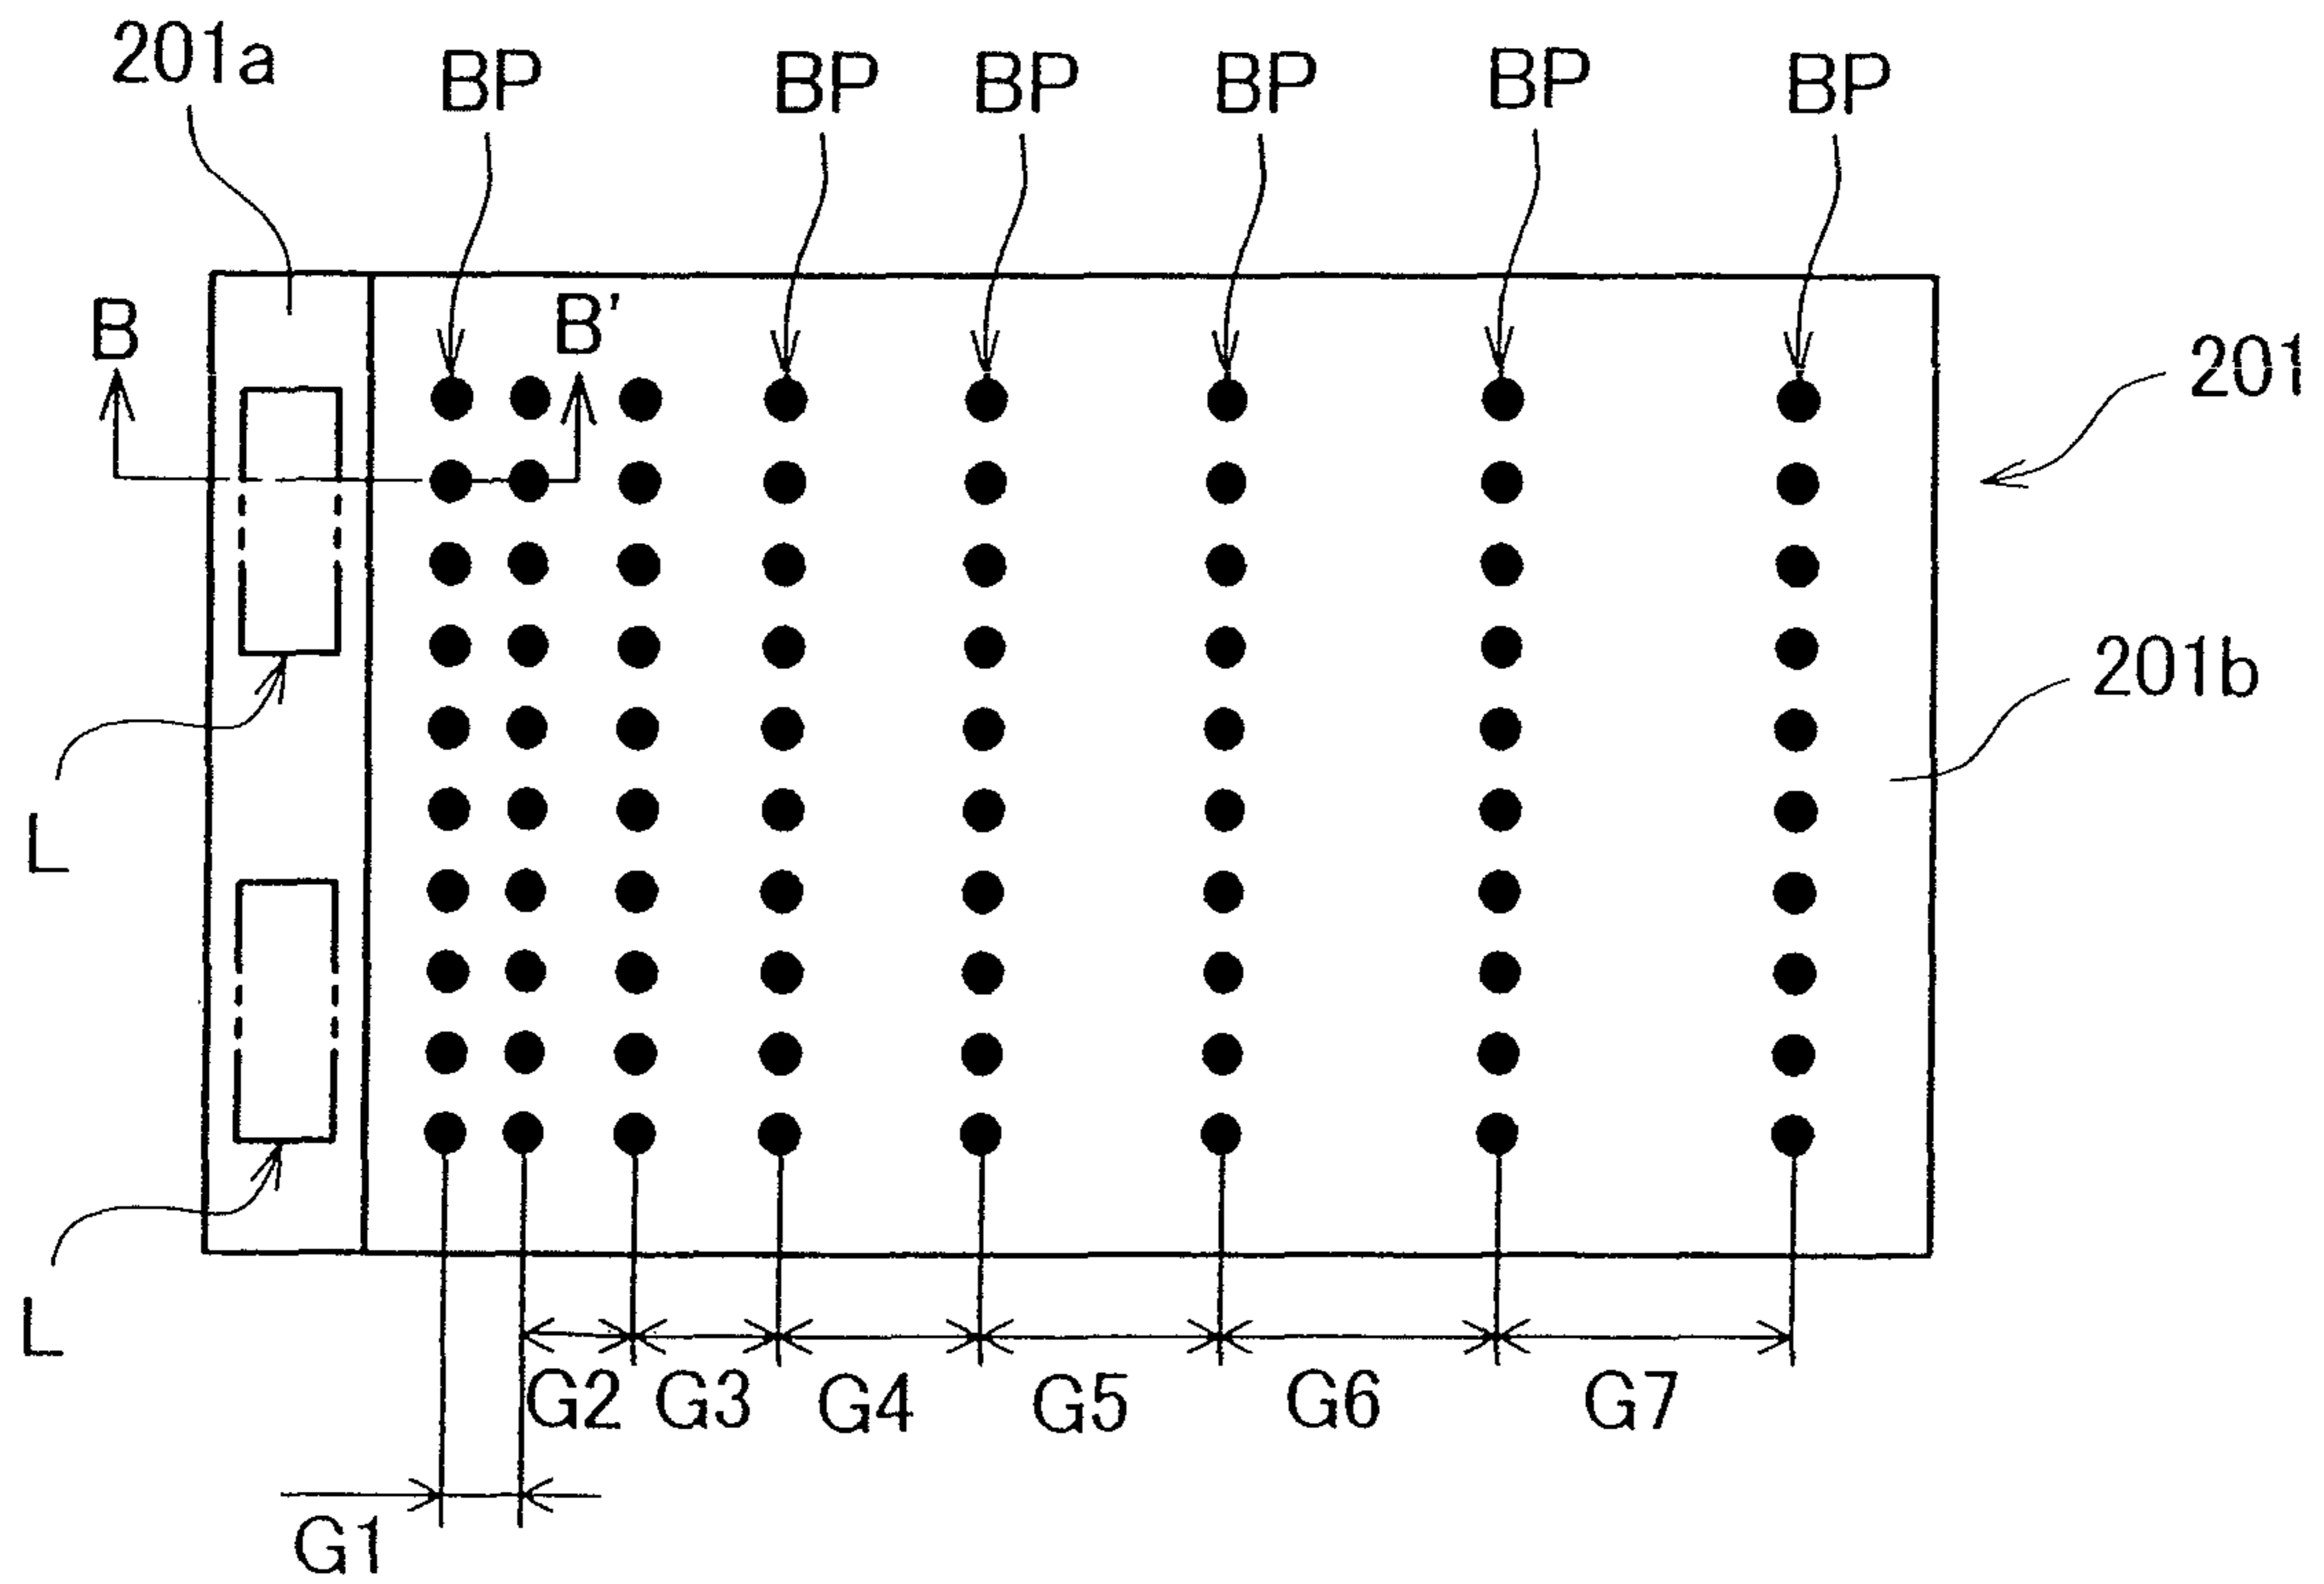 201a BP BP BP BP BP BP
B B' 201
201b
L
L
G2 G3 G4 G5 G6 G7
G1